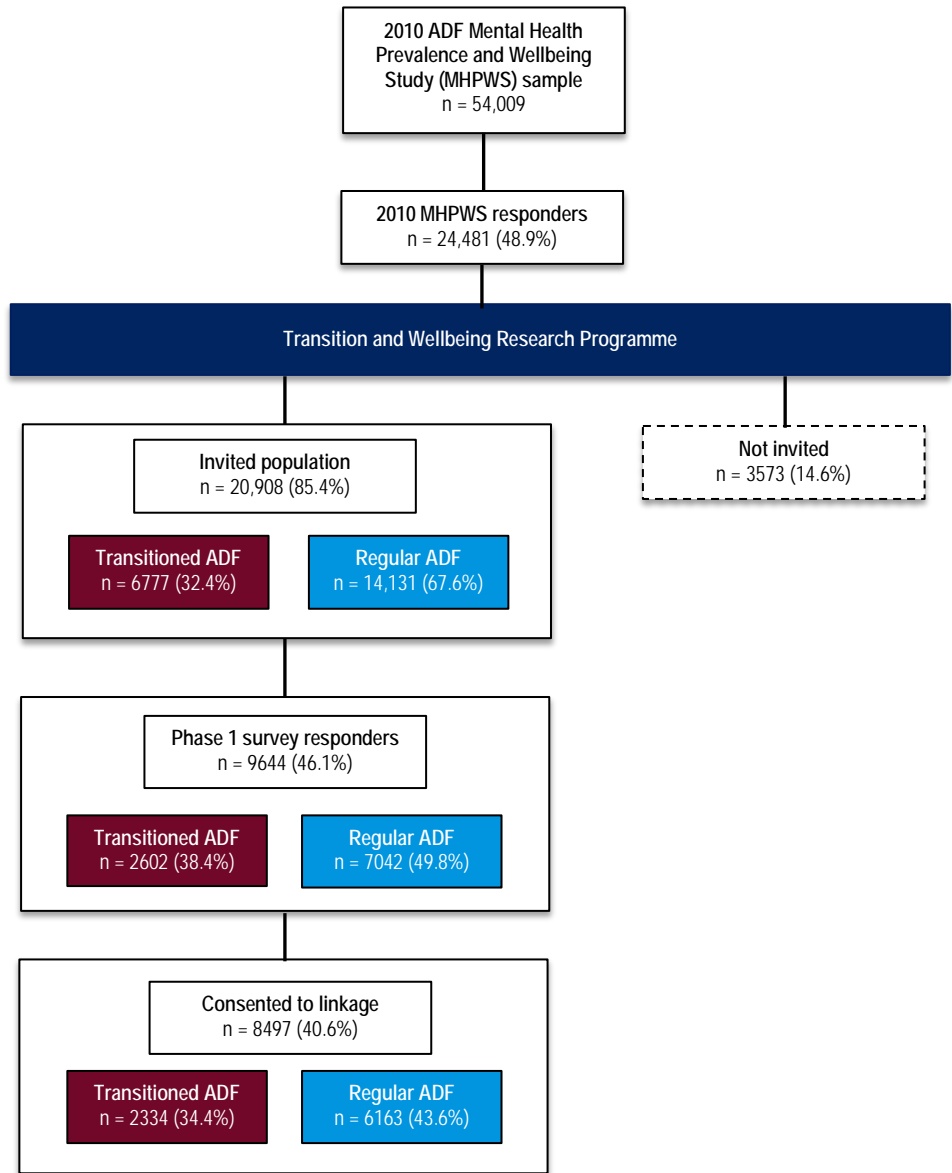 2010 ADF Mental Health
Prevalence and Wellbeing
Study (MHPWS) sample
n = 54,009
2010 MHPWS responders
n = 24,481 (48.9%)
Transition and Wellbeing Research Programme
Invited population
n = 20,908 (85.4%)
Not invited
n = 3573 (14.6%)
Transitioned ADF
n = 6777 (32.4%)
Regular ADF
n = 14,131 (67.6%)
Phase 1 survey responders
n = 9644 (46.1%)
Transitioned ADF
n = 2602 (38.4%)
Regular ADF
n = 7042 (49.8%)
Consented to linkage
n = 8497 (40.6%)
Transitioned ADF
n = 2334 (34.4%)
Regular ADF
n = 6163 (43.6%)